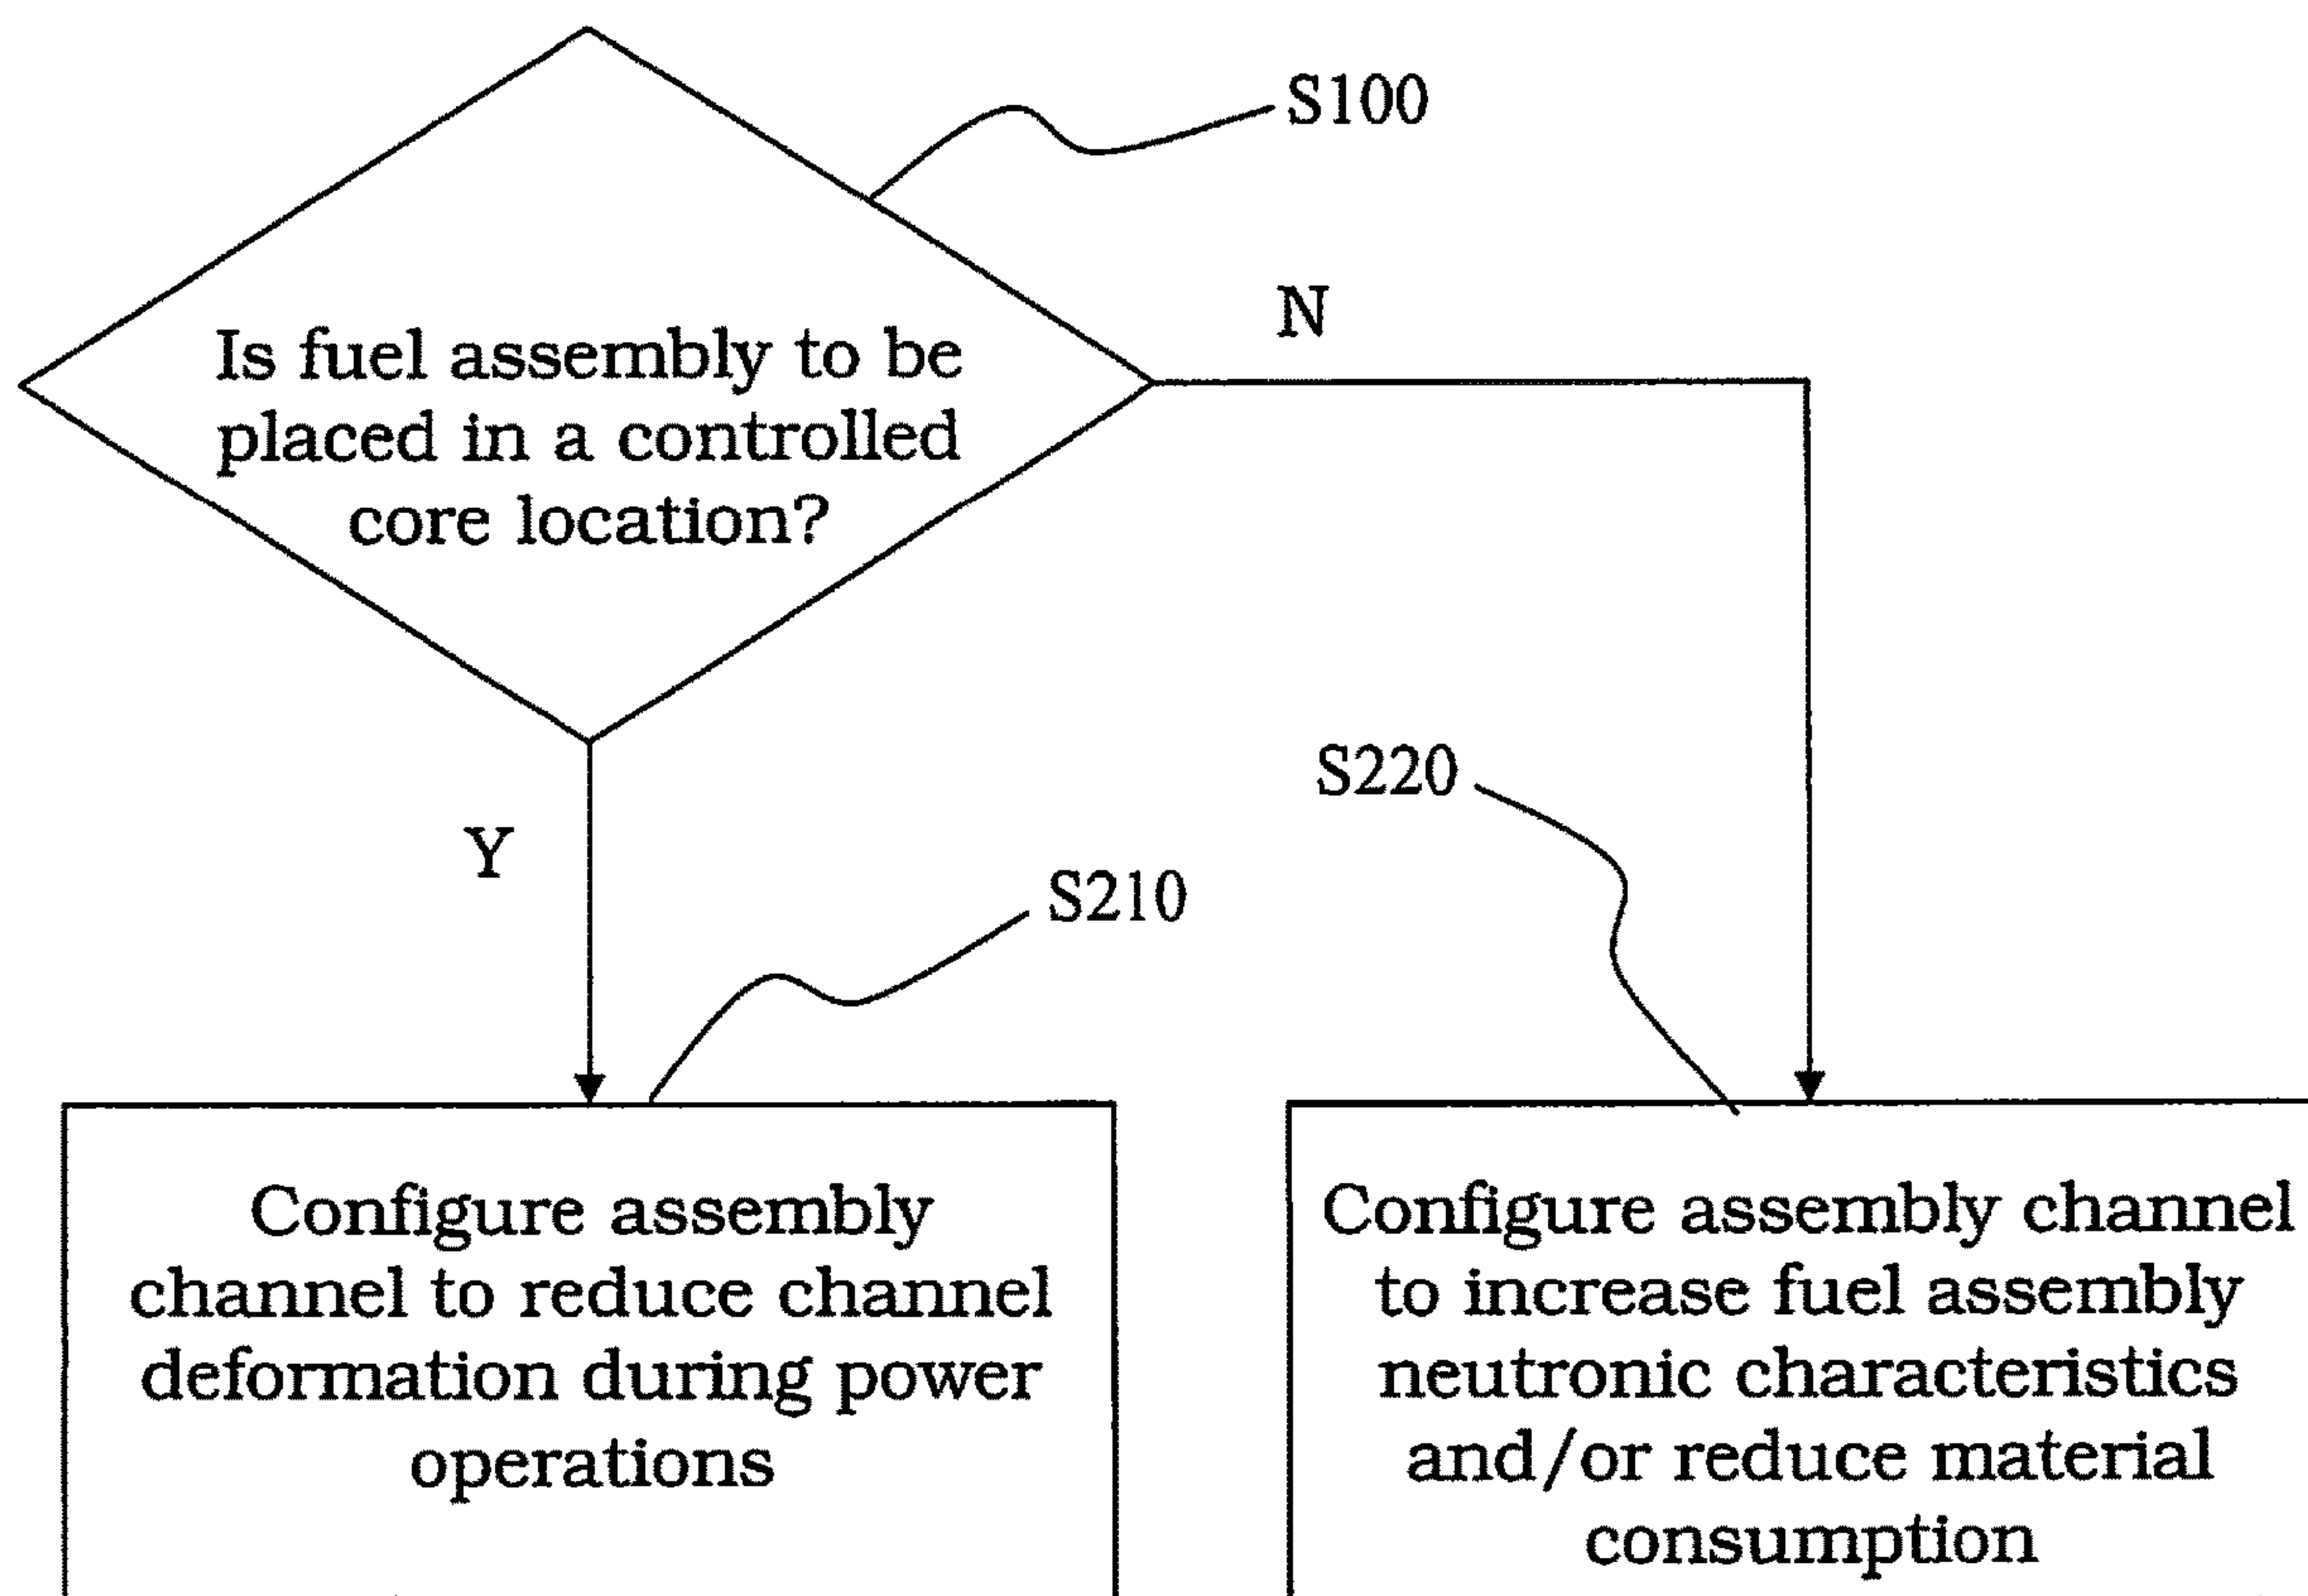 S100
N
Is fuel assembly to be
placed in a controlled
core location?
S220
Y
S210
Configure assembly
channel to reduce channel
deformation during power
operations
Configure assembly channel
to increase fuel assembly
neutronic characteristics
and/or reduce material
consumption